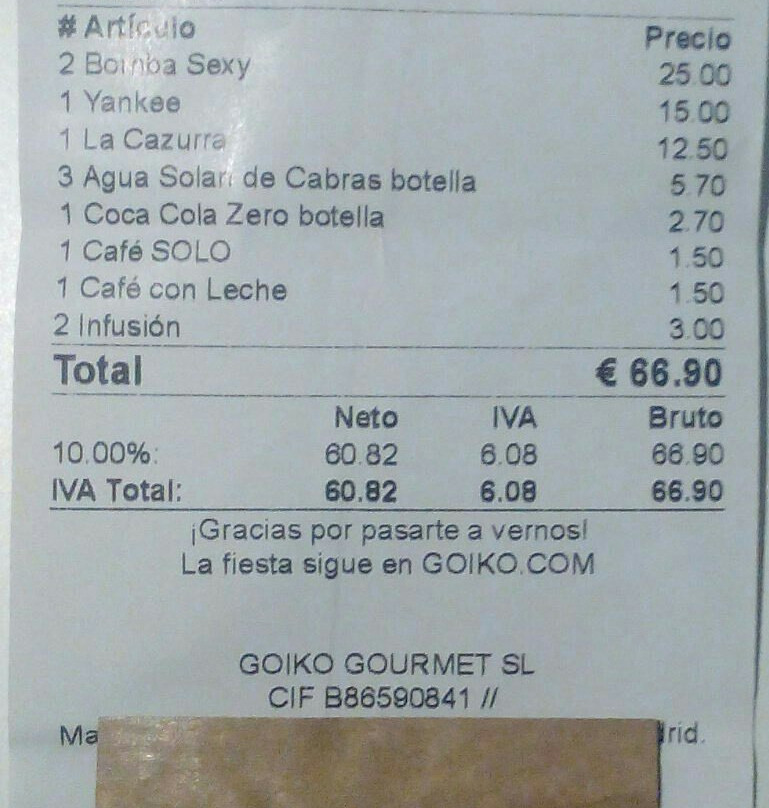 # Artículo Precio
2 Bomba Sexy 25.00
1 Yankee 15.00
1 La Cazurra 12.50
3 Agua Solan de Cabras botella 5.70
1 Coca Cola Zero botella 2.70
1 Café SOLO 1.50
1 Café con Leche 1.50
2 Infusión 3.00
Total € 66.90
Neto IVA Bruto
10.00%: 60.82 6.08 66.90
IVA Total: 60.82 6.08 66.90
¡Gracias por pasarte a vernos!
La fiesta sigue en GOIKO.COM
GOIKO GOURMET SL
CIF B86590841 //
Ma rid.